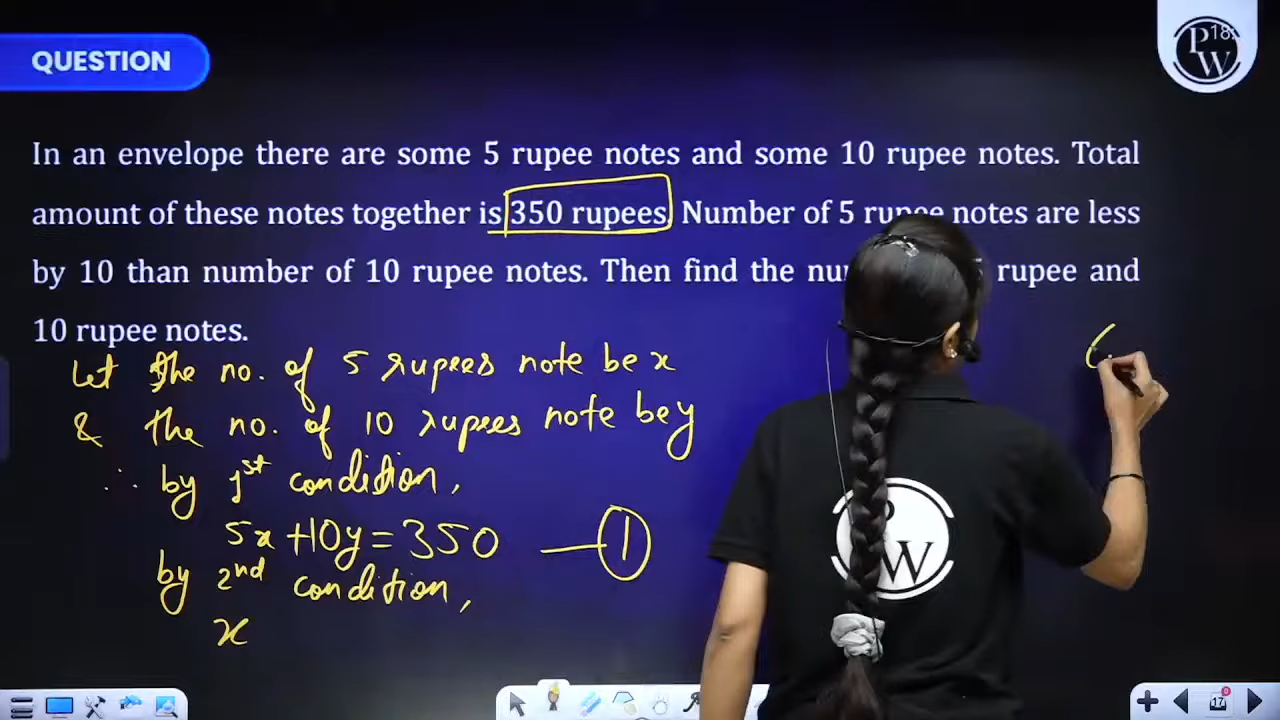 QUESTION
P 18
W
In an envelope there are some 5 rupee notes and some 10 rupee notes. Total
amount of these notes together is 350 rupees. Number of 5 rupee notes are less
by 10 than number of 10 rupee notes. Then find the rupee and
10 rupee notes.
Let the no. of 5 rupees note be x
& the no. of 10 rupees note be y
∴ by 1st condition,
5x+10y=350 — 1
by 2nd condition,
x
P
W
17